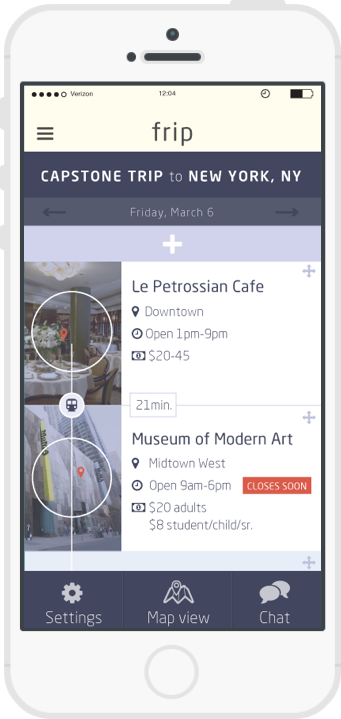 Verizon
12:04
frip
CAPSTONE TRIP to NEW YORK, NY
Friday, March 6
Le Petrossian Cafe
Downtown
Open 1pm-9pm
$20-45
21min.
Museum of Modern Art
Midtown West
Open 9am-6pm
CLOSES SOON
$20 adults
$8 student/child/sr.
Settings
Map view
Chat